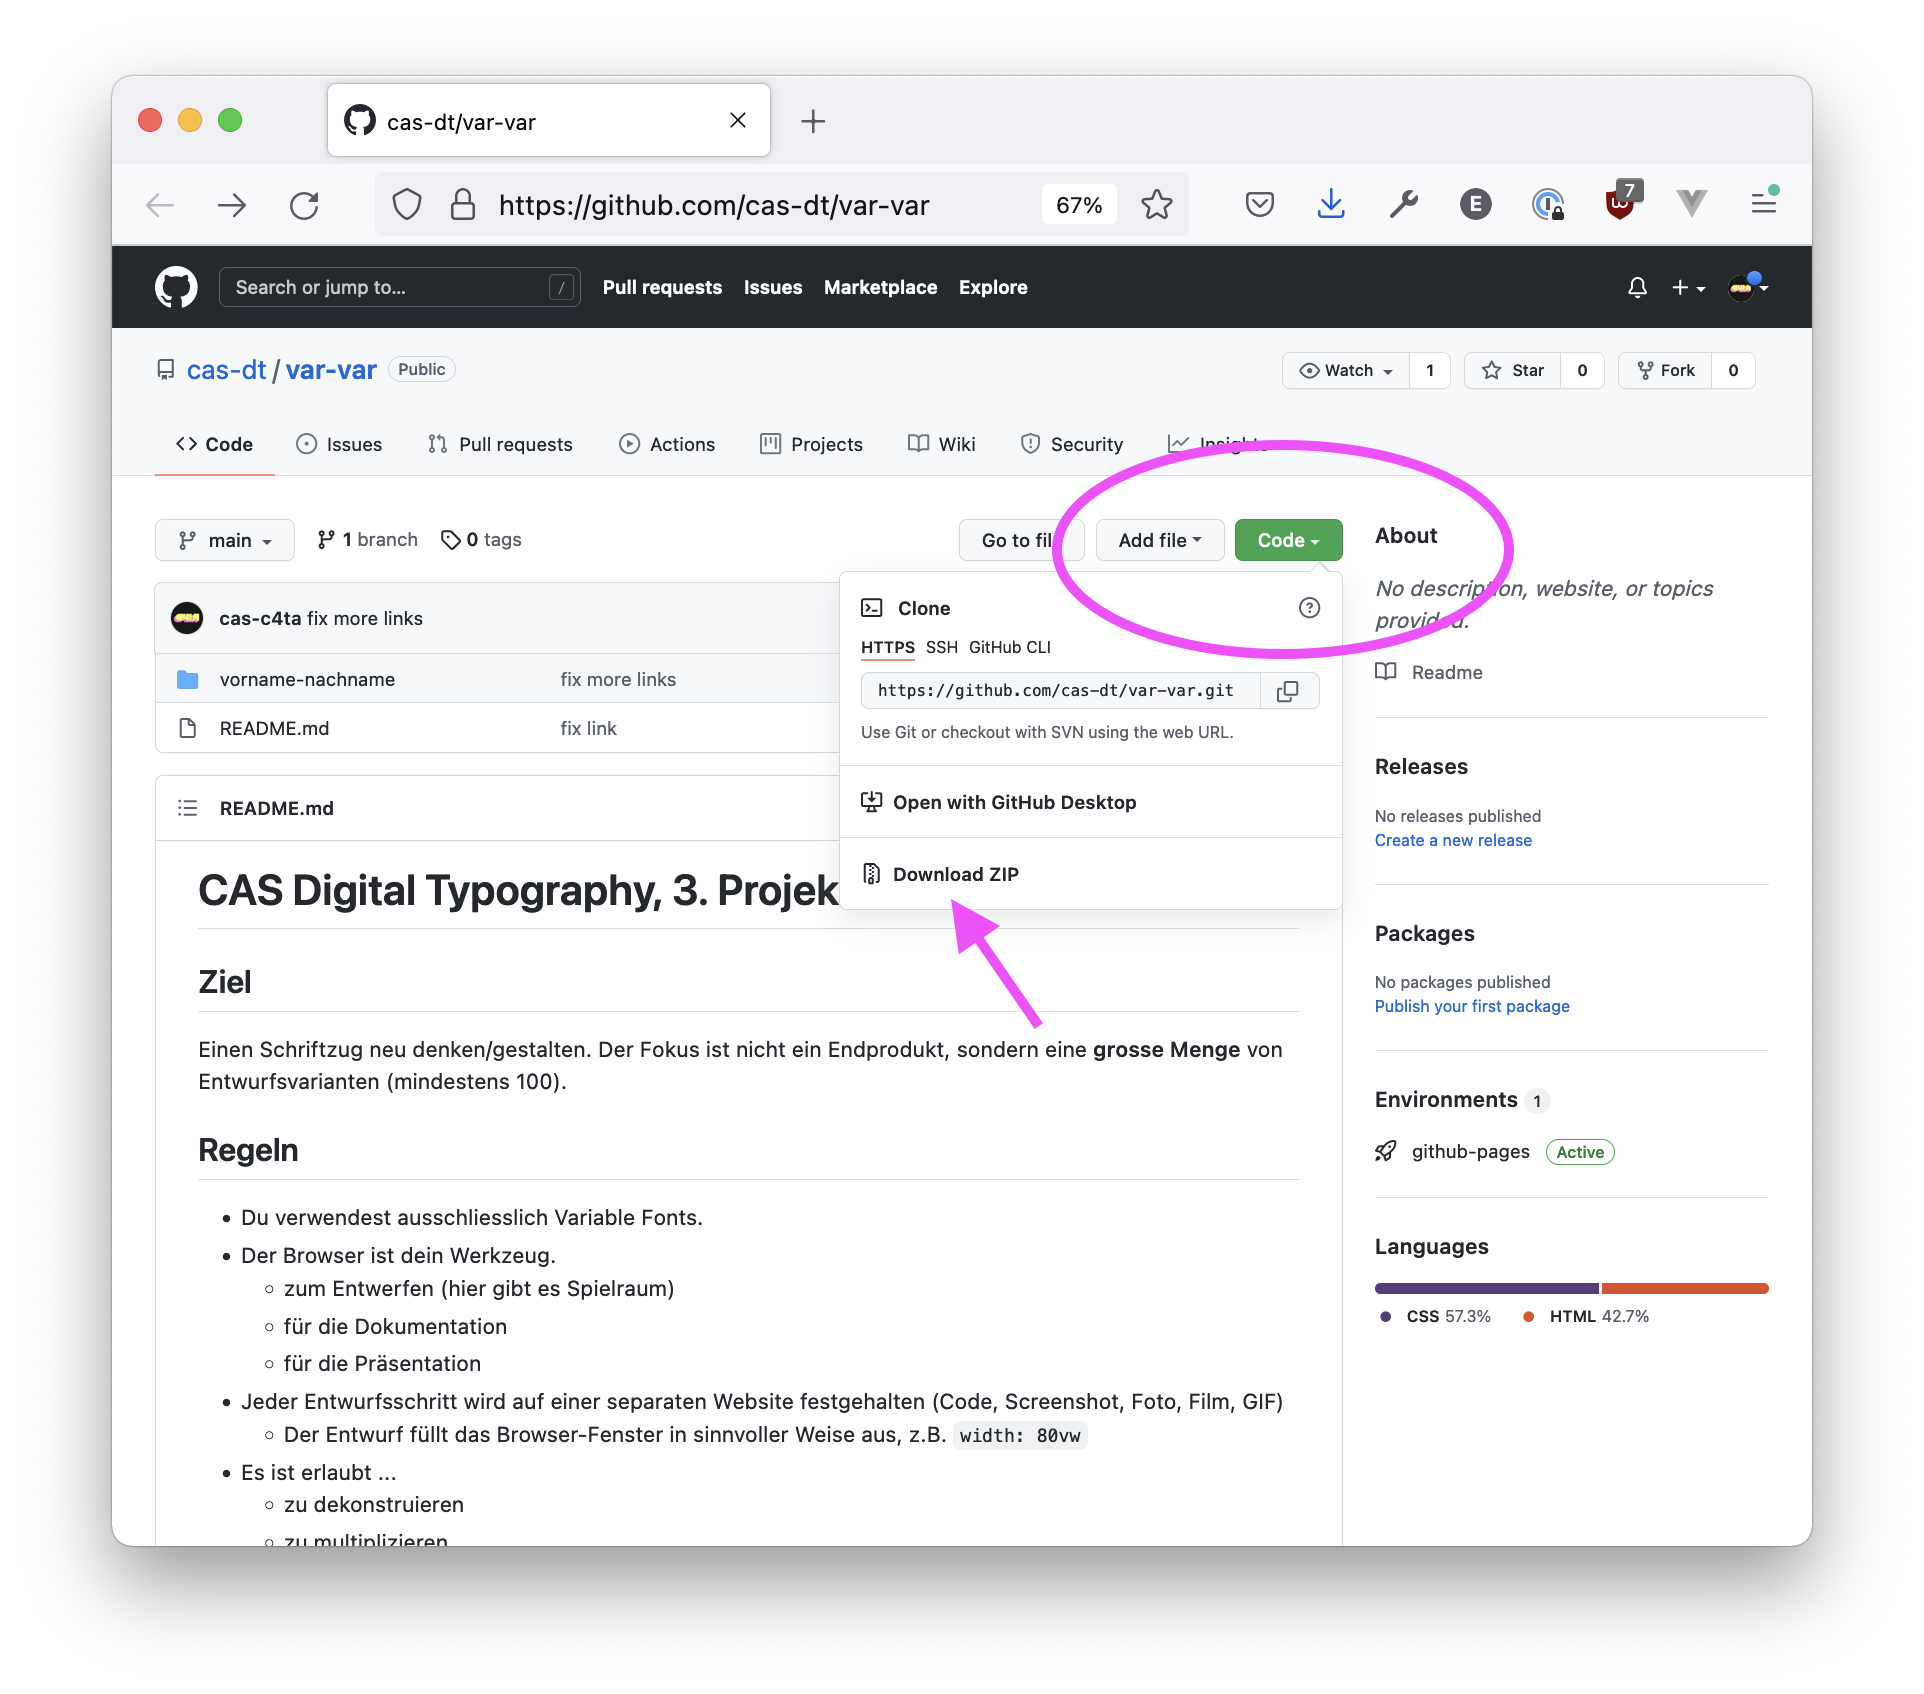 cas-dt/var-var
https://github.com/cas-dt/var-var 67% E 7
Search or jump to... / Pull requests Issues Marketplace Explore
cas-dt / var-var Public Watch 1 Star 0 Fork 0
Code Issues Pull requests Actions Projects Wiki Security Insights
main 1 branch 0 tags Go to fil Add file Code
Clone
HTTPS SSH GitHub CLI
https://github.com/cas-dt/var-var.git
Use Git or checkout with SVN using the web URL.
Open with GitHub Desktop
Download ZIP
cas-c4ta fix more links
vorname-nachname fix more links
README.md fix link
README.md
CAS Digital Typography, 3. Projek
Ziel
Einen Schriftzug neu denken/gestalten. Der Fokus ist nicht ein Endprodukt, sondern eine grosse Menge von
Entwurfsvarianten (mindestens 100).
Regeln
Du verwendest ausschliesslich Variable Fonts.
Der Browser ist dein Werkzeug.
zum Entwerfen (hier gibt es Spielraum)
für die Dokumentation
für die Präsentation
Jeder Entwurfsschritt wird auf einer separaten Website festgehalten (Code, Screenshot, Foto, Film, GIF)
Der Entwurf füllt das Browser-Fenster in sinnvoller Weise aus, z.B. width: 80vw
Es ist erlaubt ...
zu dekonstruieren
zu multiplizieren
About
No description, website, or topics
provided.
Readme
Releases
No releases published
Create a new release
Packages
No packages published
Publish your first package
Environments 1
github-pages Active
Languages
CSS 57.3% HTML 42.7%